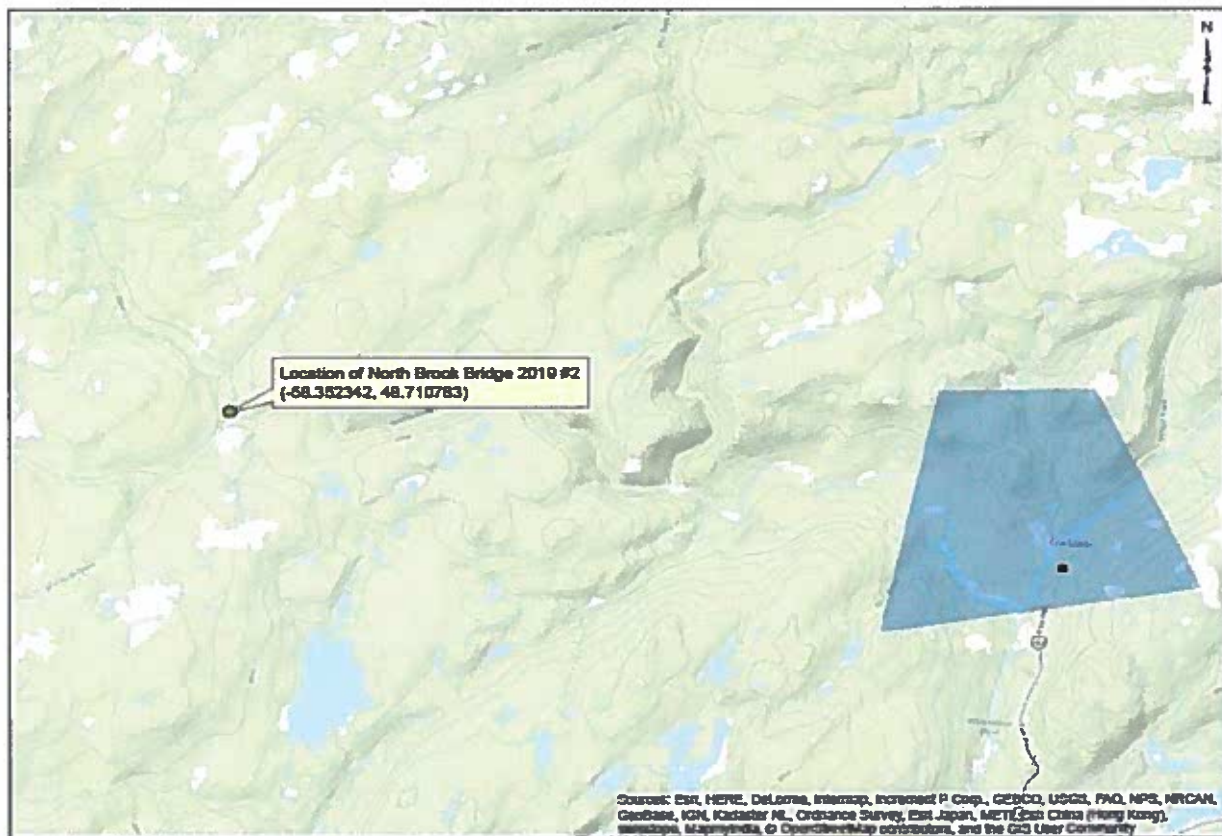 N
Location of North Brook Bridge 2019 #2
(-58.352342, 48.710783)
Sources: Esri, HERE, DeLorme, Intermap, increment P Corp., GEBCO, USGS, FAO, NPS, NRCAN,
GeoBase, IGN, Kadaster NL, Ordnance Survey, Esri Japan, METI, Esri China (Hong Kong),
swisstopo, MapmyIndia, © OpenStreetMap contributors, and the GIS User Community